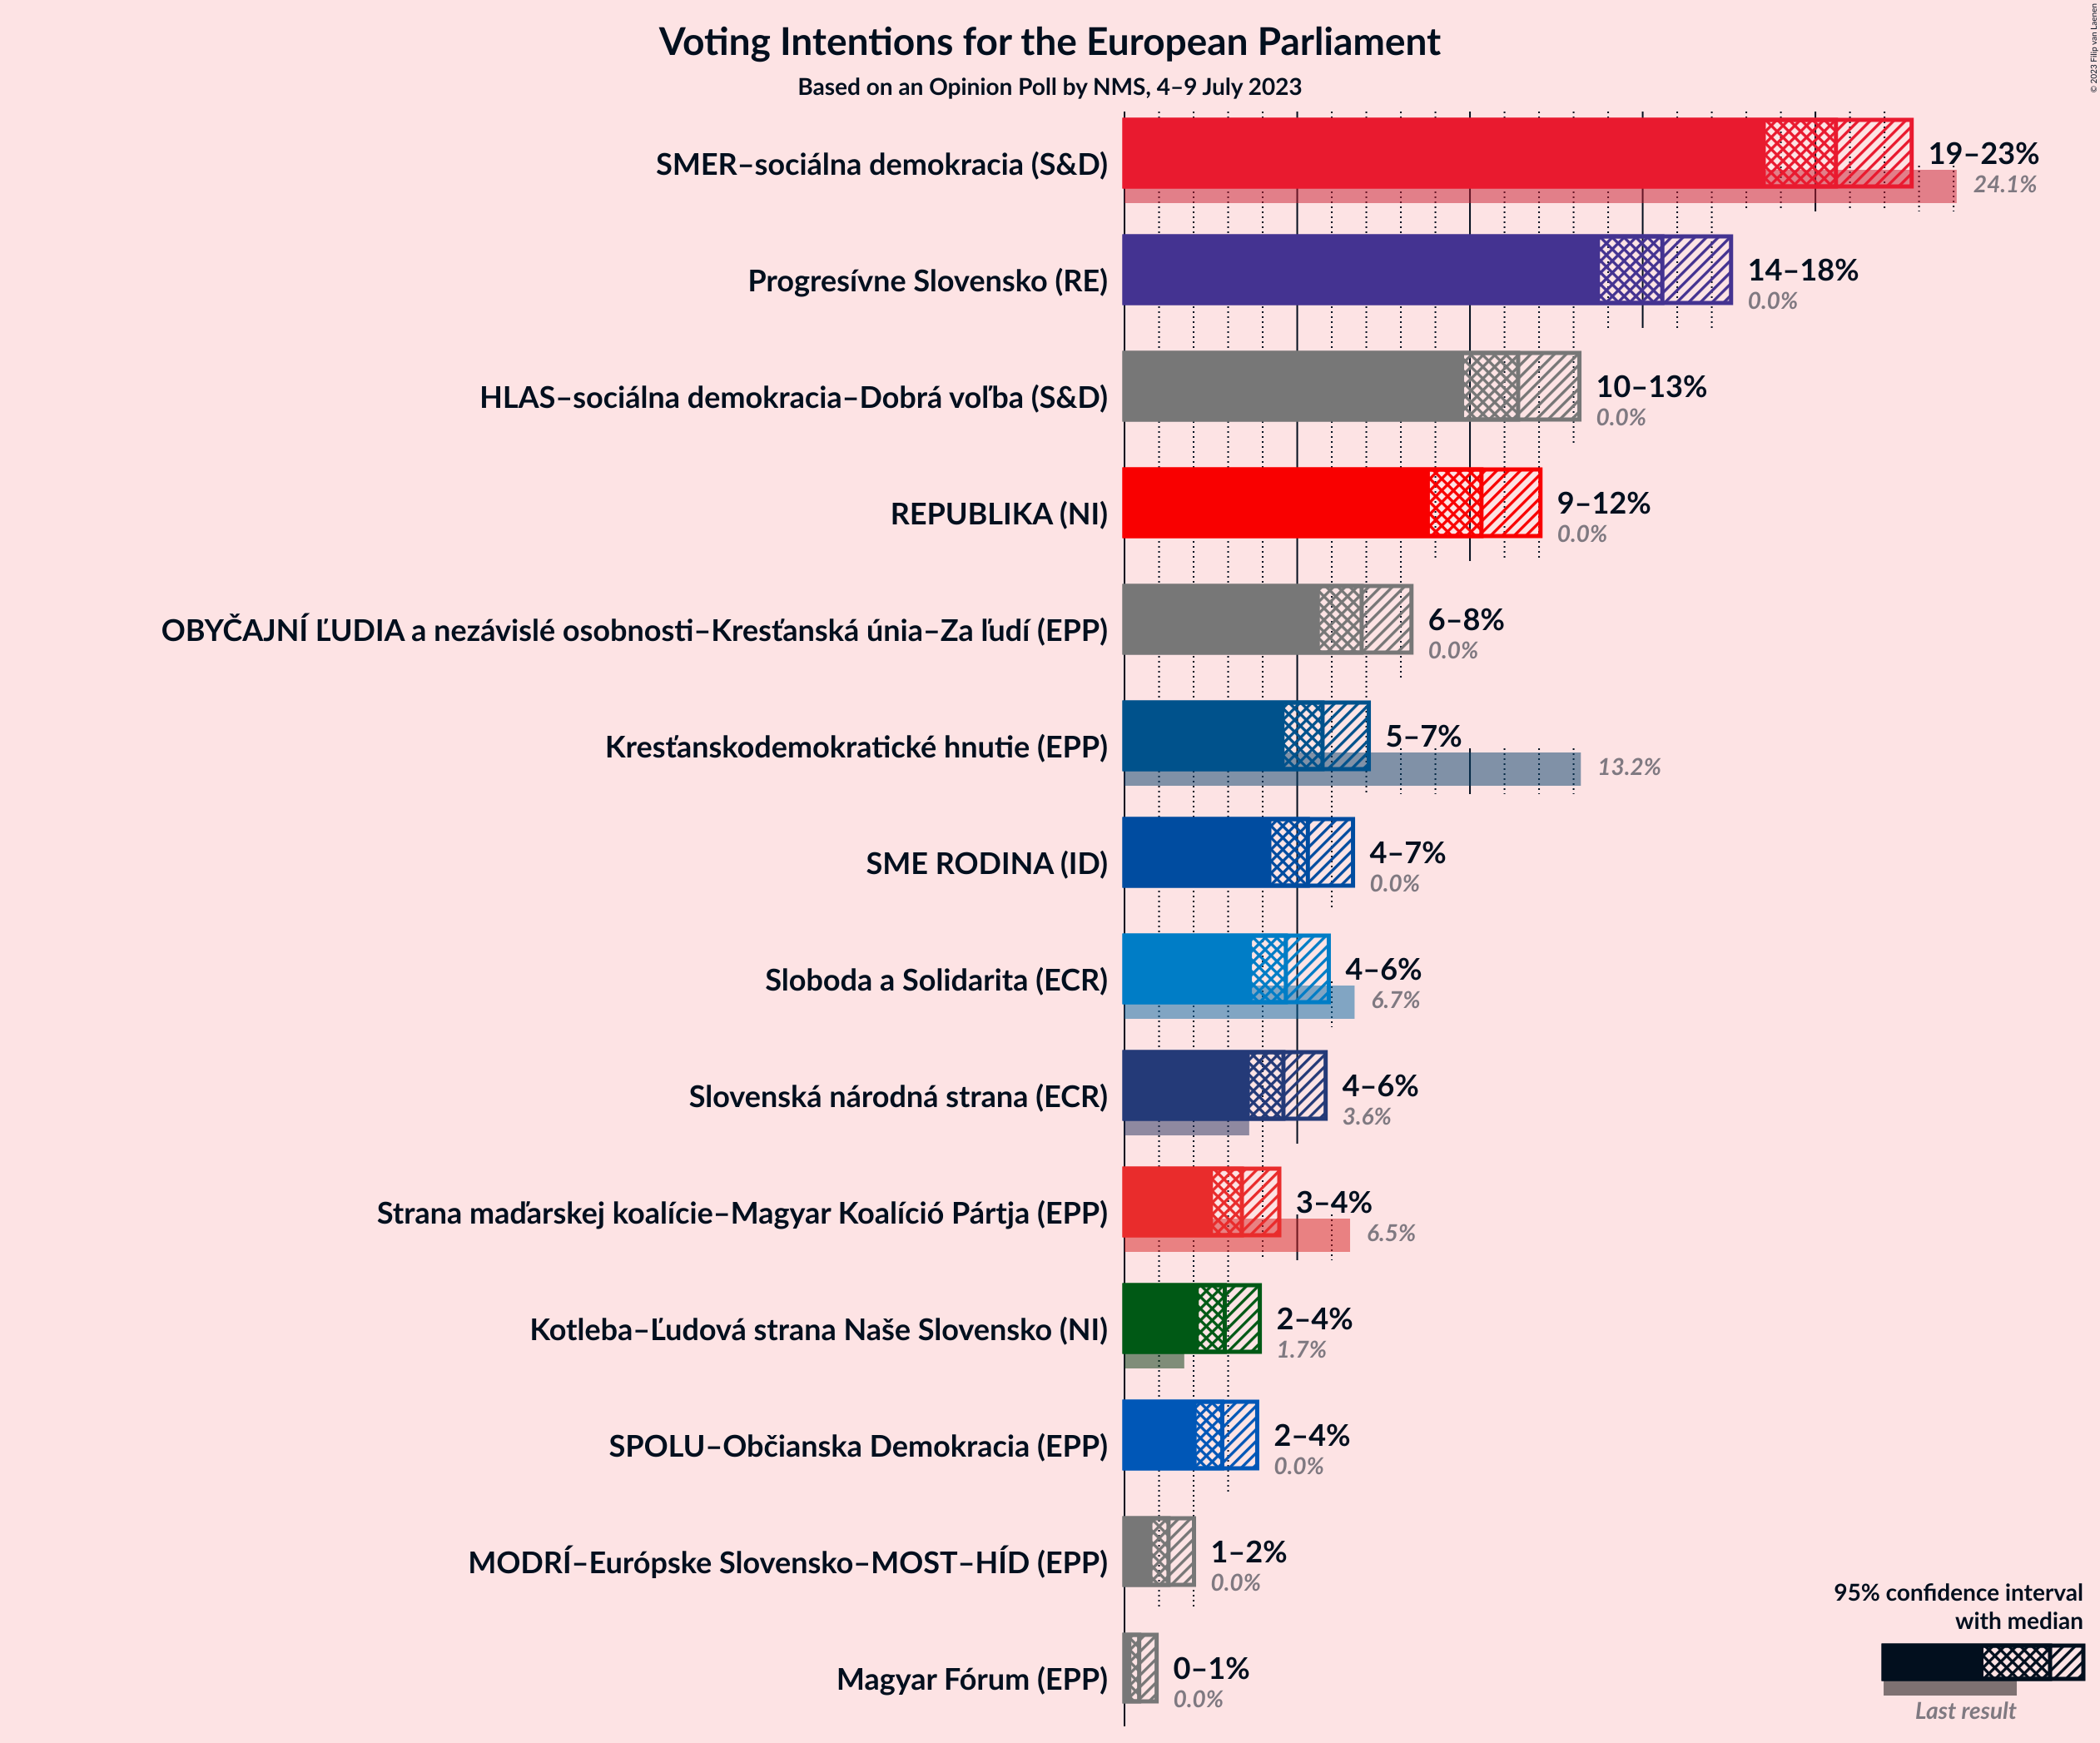 Voting Intentions for the European Parliament
Based on an Opinion Poll by NMS, 4–9 July 2023
© 2023 Filip van Laenen
SMER–sociálna demokracia (S&D)
19–23%
24.1%
Progresívne Slovensko (RE)
14–18%
0.0%
HLAS–sociálna demokracia–Dobrá voľba (S&D)
10–13%
0.0%
REPUBLIKA (NI)
9–12%
0.0%
OBYČAJNÍ ĽUDIA a nezávislé osobnosti–Kresťanská únia–Za ľudí (EPP)
6–8%
0.0%
Kresťanskodemokratické hnutie (EPP)
5–7%
13.2%
SME RODINA (ID)
4–7%
0.0%
Sloboda a Solidarita (ECR)
4–6%
6.7%
Slovenská národná strana (ECR)
4–6%
3.6%
Strana maďarskej koalície–Magyar Koalíció Pártja (EPP)
3–4%
6.5%
Kotleba–Ľudová strana Naše Slovensko (NI)
2–4%
1.7%
SPOLU–Občianska Demokracia (EPP)
2–4%
0.0%
MODRÍ–Európske Slovensko–MOST–HÍD (EPP)
1–2%
0.0%
Magyar Fórum (EPP)
0–1%
0.0%
95% confidence interval
with median
Last result